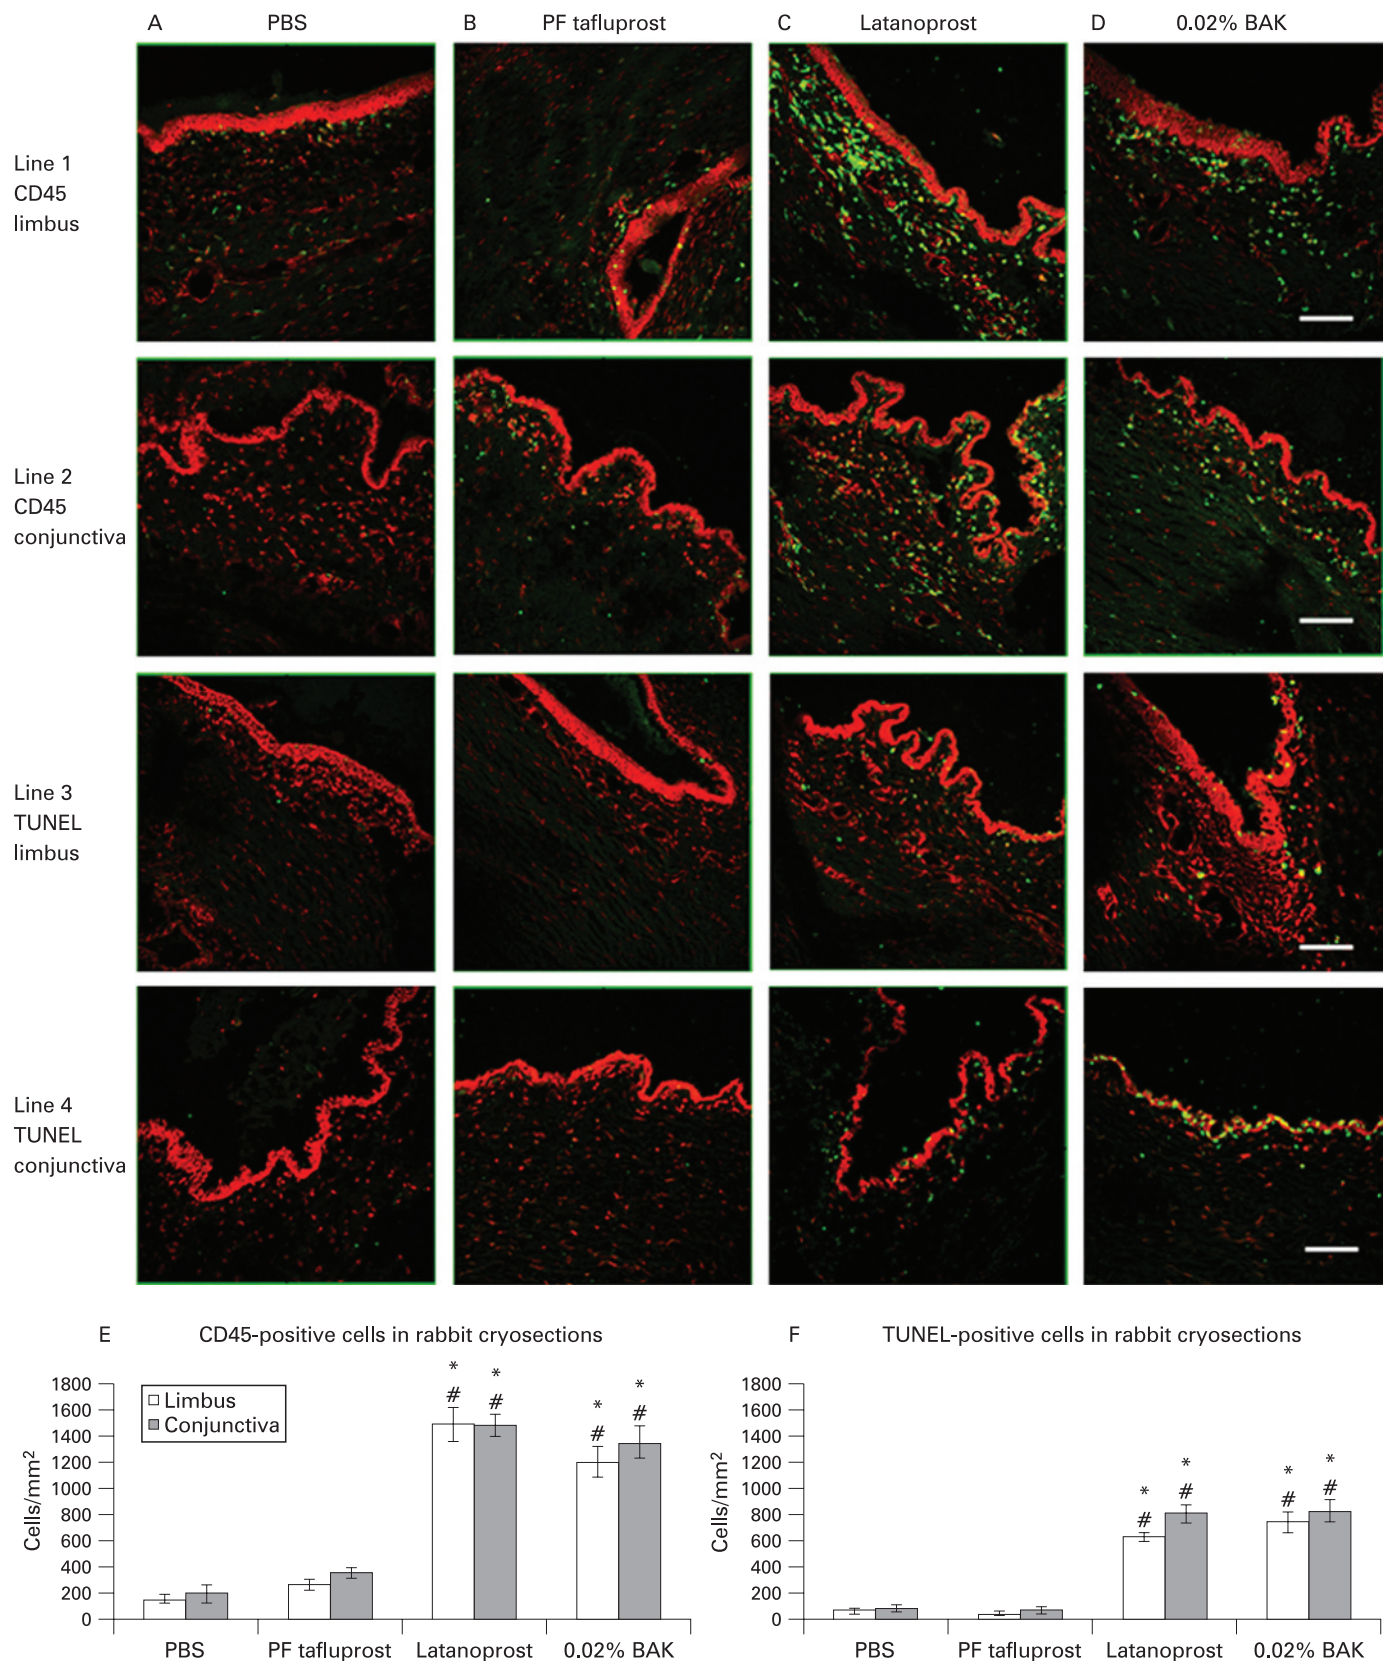 A PBS B PF tafluprost C Latanoprost D 0.02% BAK
Line 1
CD45
limbus
Line 2
CD45
conjunctiva
Line 3
TUNEL
limbus
Line 4
TUNEL
conjunctiva
E CD45-positive cells in rabbit cryosections
Cells/mm²
1800
1600
1400
1200
1000
800
600
400
200
0
Limbus
Conjunctiva
* * * *
# # # #
PBS PF tafluprost Latanoprost 0.02% BAK
F TUNEL-positive cells in rabbit cryosections
Cells/mm²
1800
1600
1400
1200
1000
800
600
400
200
0
* * * *
# # # #
PBS PF tafluprost Latanoprost 0.02% BAK